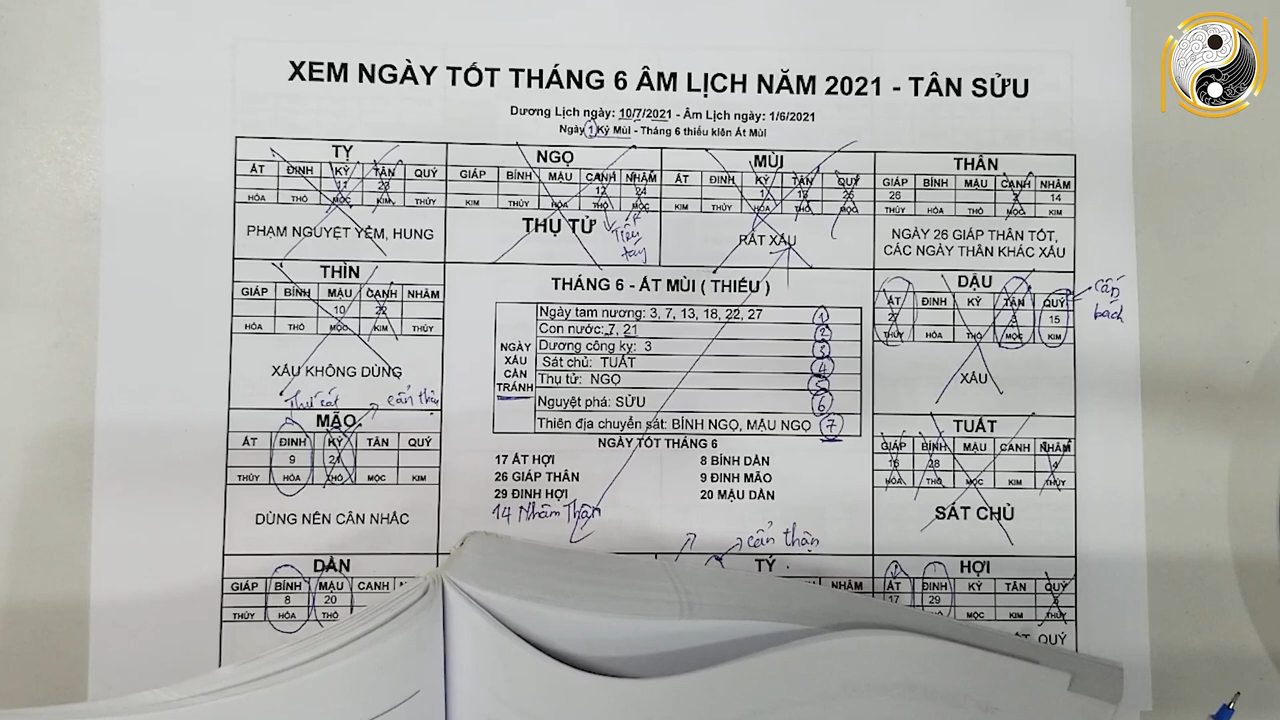 XEM NGÀY TỐT THÁNG 6 ÂM LỊCH NĂM 2021 - TÂN SỬU
Dương Lịch ngày: 10/7/2021 - Âm Lịch ngày: 1/6/2021
Ngày 1 Kỷ Mùi - Tháng 6 thiếu kiến Ất Mùi
TỴ
ẤT ĐINH KỶ TÂN QUÝ
11 23
HỎA THỔ MỘC KIM THỦY
PHẠM NGUYỆT YỂM, HUNG
NGỌ
GIÁP BÍNH MẬU CANH NHÂM
12 24
KIM THỦY HỎA THỔ MỘC
THỤ TỬ
MÙI
ẤT ĐINH KỶ TÂN QUÝ
1 13 25
KIM THỦY HỎA THỔ MỘC
RẤT XẤU
THÂN
GIÁP BÍNH MẬU CANH NHÂM
26 2 14
THỦY HỎA THỔ MỘC KIM
NGÀY 26 GIÁP THÂN TỐT,
CÁC NGÀY THÂN KHÁC XẤU
THÌN
GIÁP BÍNH MẬU CANH NHÂM
10 22
HỎA THỔ MỘC KIM THỦY
XẤU KHÔNG DÙNG
THÁNG 6 - ẤT MÙI ( THIẾU )
NGÀY XẤU CẦN TRÁNH
Ngày tam nương: 3, 7, 13, 18, 22, 27 1
Con nước: 7, 21 2
Dương công kỵ: 3 3
Sát chủ: TUẤT 4
Thụ tử: NGỌ 5
Nguyệt phá: SỬU 6
Thiên địa chuyển sát: BÍNH NGỌ, MẬU NGỌ 7
NGÀY TỐT THÁNG 6
17 ẤT HỢI 8 BÍNH DẦN
26 GIÁP THÂN 9 ĐINH MÃO
29 ĐINH HỢI 20 MẬU DẦN
14 Nhâm Thân
cẩn thận
DẬU
ẤT ĐINH KỶ TÂN QUÝ
27 3 15
THỦY HỎA THỔ MỘC KIM
XẤU
cấp bách
cẩn thận
MÃO
ẤT ĐINH KỶ TÂN QUÝ
9 21
THỦY HỎA THỔ MỘC KIM
DÙNG NÊN CÂN NHẮC
TUẤT
GIÁP BÍNH MẬU CANH NHÂM
16 28 4
HỎA THỔ MỘC KIM THỦY
SÁT CHỦ
DẦN
GIÁP BÍNH MẬU CANH
8 20
THỦY HỎA THỔ
TÝ
NHÂM
HỢI
ẤT ĐINH KỶ TÂN QUÝ
17 29
MỘC KIM THỦY
QUÝ